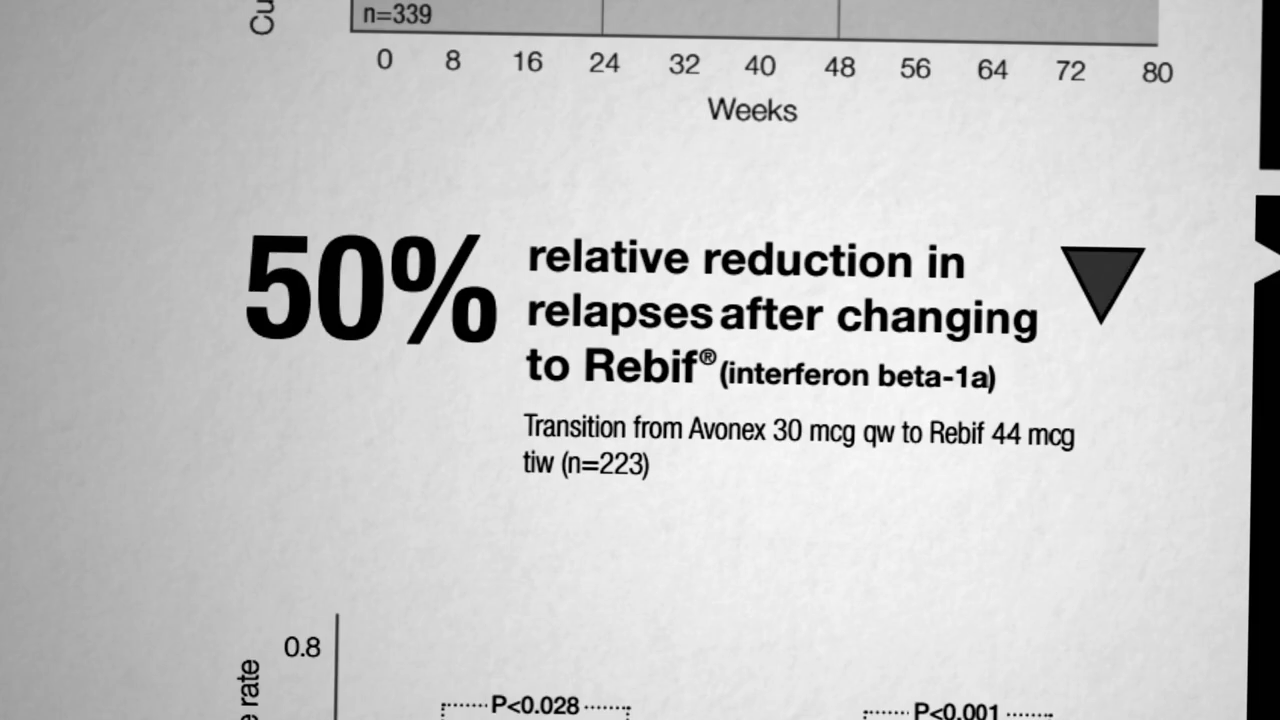 n=339
0 8 16 24 32 40 48 56 64 72 80
Weeks
50%
relative reduction in
relapses after changing
to Rebif® (interferon beta-1a)
Transition from Avonex 30 mcg qw to Rebif 44 mcg
tiw (n=223)
0.8
rate
P<0.028 P<0.001